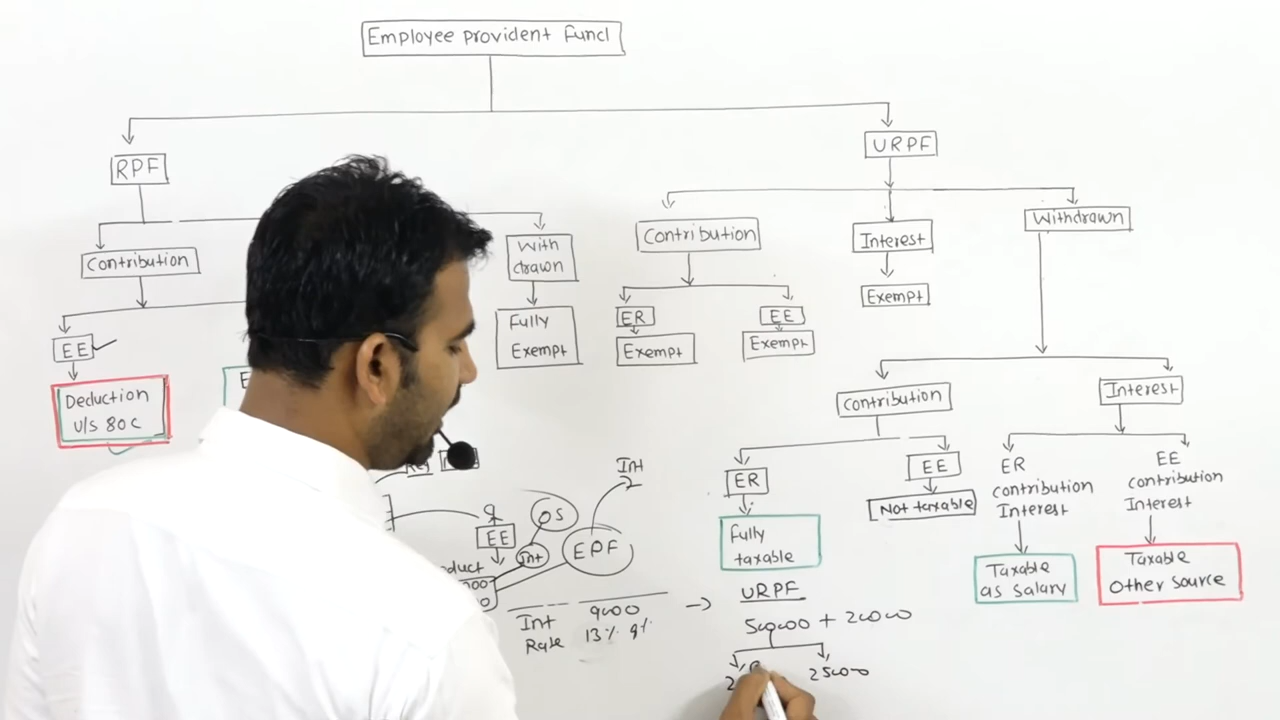 Employee provident Fund
RPF
URPF
Contribution
With
drawn
Contribution
Interest
Withdrawn
Exempt
EE
Fully
Exempt
ER
EE
Exempt
Exempt
Deduction
U/s 80C
E
Contribution
Interest
ER
EE
Not taxable
ER
contribution
Interest
EE
contribution
Interest
Fully
taxable
Taxable
as salary
Taxable
Other source
Int
OS
EE
Int
EPF
duct
Int 9000
Rate 13% 9%
URPF
50000 + 20000
25000